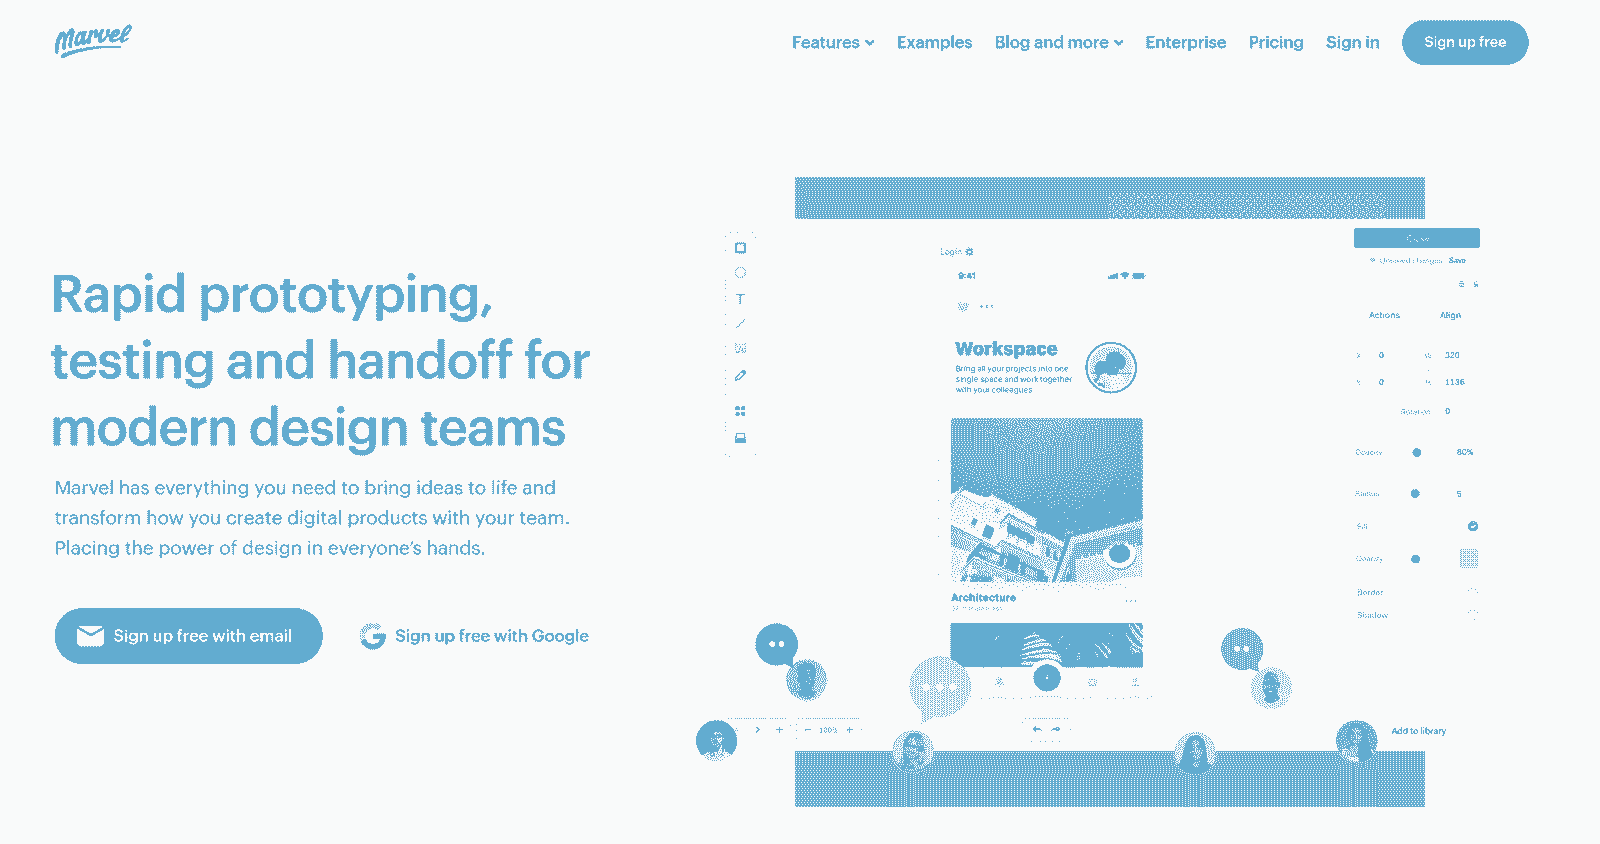 Marvel
Features
Examples
Blog and more
Enterprise
Pricing
Sign in
Sign up free
Rapid prototyping,
testing and handoff for
modern design teams
Marvel has everything you need to bring ideas to life and
transform how you create digital products with your team.
Placing the power of design in everyone’s hands.
Sign up free with email
Sign up free with Google
Login
9:41
Workspace
Bring all your projects into one
single space and work together
with your colleagues
Architecture
100%
Unsaved changes Save
Actions Align
X 0 W 320
Y 0 H 1136
Rotation 0
Opacity 80%
Radius 5
Fill
Opacity
Border
Shadow
Add to library